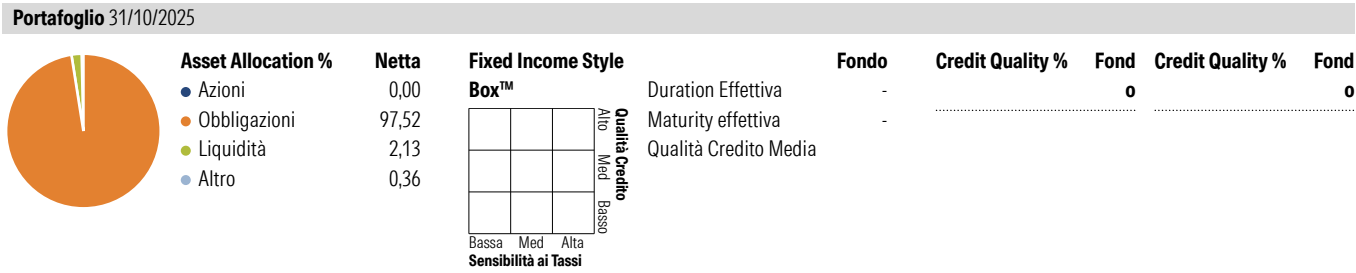 Portafoglio 31/10/2025
Asset Allocation % Netta
Azioni 0,00
Obbligazioni 97,52
Liquidità 2,13
Altro 0,36
Fixed Income Style
Box™
Alto Med Basso
Qualità Credito
Bassa Med Alta
Sensibilità ai Tassi
Fondo
Duration Effettiva -
Maturity effettiva -
Qualità Credito Media
Credit Quality % Fond
o
Credit Quality % Fond
o